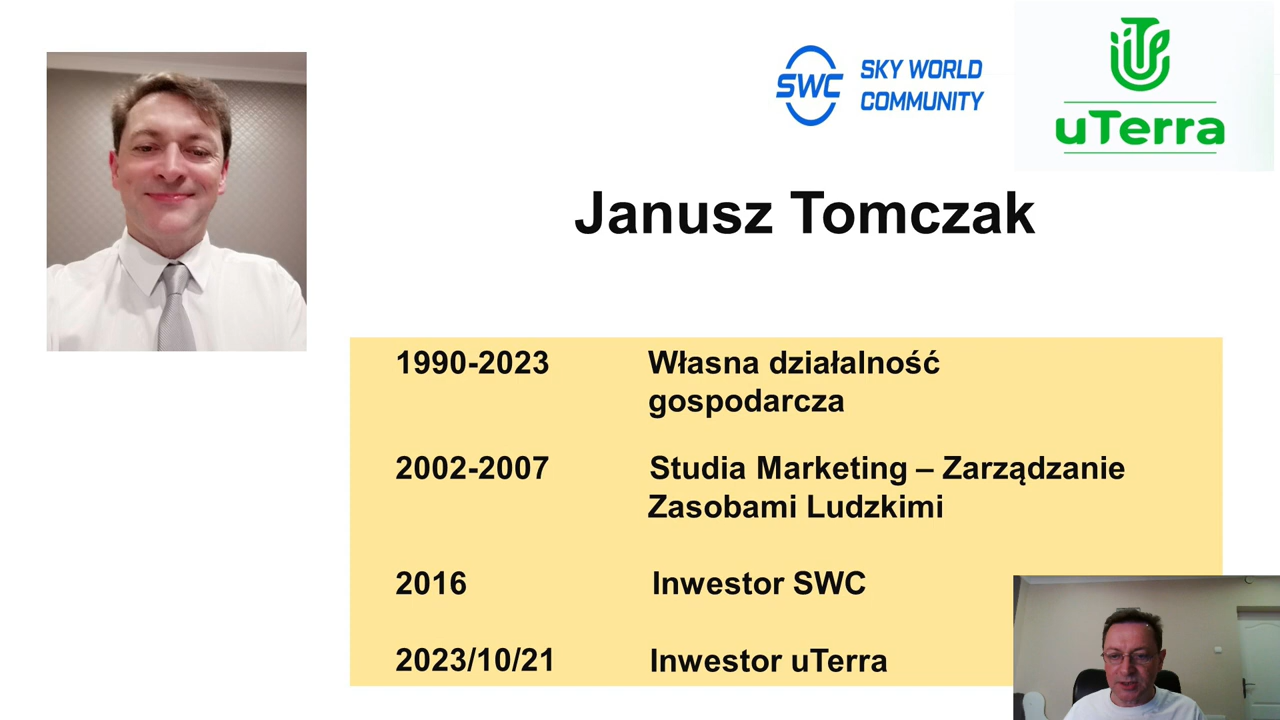 SWC
SKY WORLD
COMMUNITY
uTerra
Janusz Tomczak
1990-2023 Własna działalność
gospodarcza
2002-2007 Studia Marketing – Zarządzanie
Zasobami Ludzkimi
2016 Inwestor SWC
2023/10/21 Inwestor uTerra